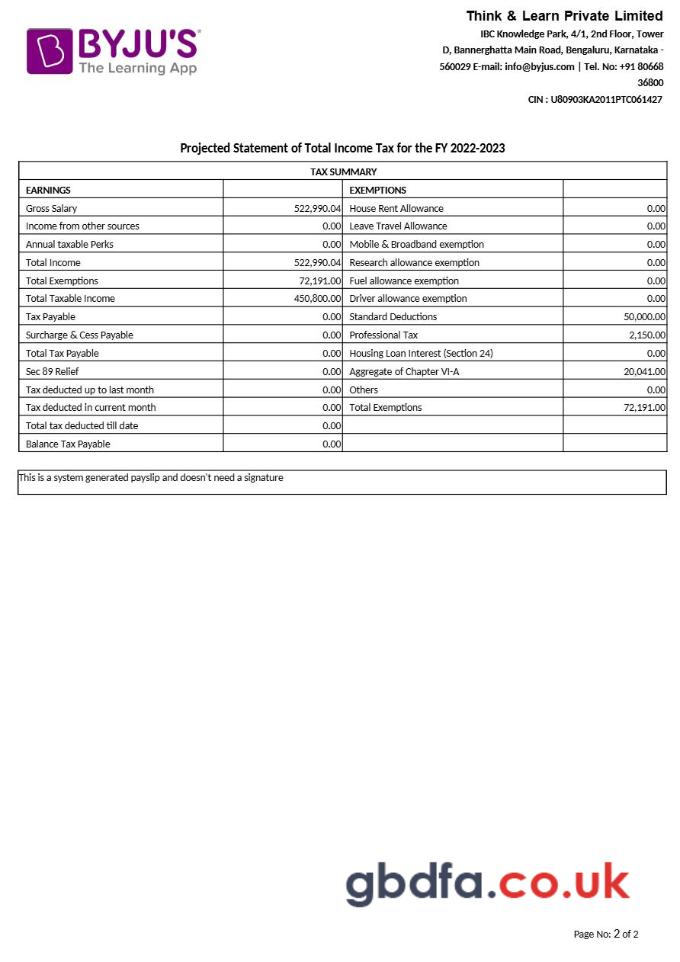 BYJU'S
The Learning App
Think & Learn Private Limited
IBC Knowledge Park, 4/1, 2nd Floor, Tower
D, Bannerghatta Main Road, Bengaluru, Karnataka -
560029 E-mail: info@byjus.com | Tel. No: +91 80668
36800
CIN : U80903KA2011PTC061427
Projected Statement of Total Income Tax for the FY 2022-2023
TAX SUMMARY
EARNINGS EXEMPTIONS
Gross Salary 522,990.04 House Rent Allowance 0.00
Income from other sources 0.00 Leave Travel Allowance 0.00
Annual taxable Perks 0.00 Mobile & Broadband exemption 0.00
Total Income 522,990.04 Research allowance exemption 0.00
Total Exemptions 72,191.00 Fuel allowance exemption 0.00
Total Taxable Income 450,800.00 Driver allowance exemption 0.00
Tax Payable 0.00 Standard Deductions 50,000.00
Surcharge & Cess Payable 0.00 Professional Tax 2,150.00
Total Tax Payable 0.00 Housing Loan Interest (Section 24) 0.00
Sec 89 Relief 0.00 Aggregate of Chapter VI-A 20,041.00
Tax deducted up to last month 0.00 Others 0.00
Tax deducted in current month 0.00 Total Exemptions 72,191.00
Total tax deducted till date 0.00
Balance Tax Payable 0.00
This is a system generated payslip and doesn't need a signature
gbdfa.co.uk
Page No: 2 of 2